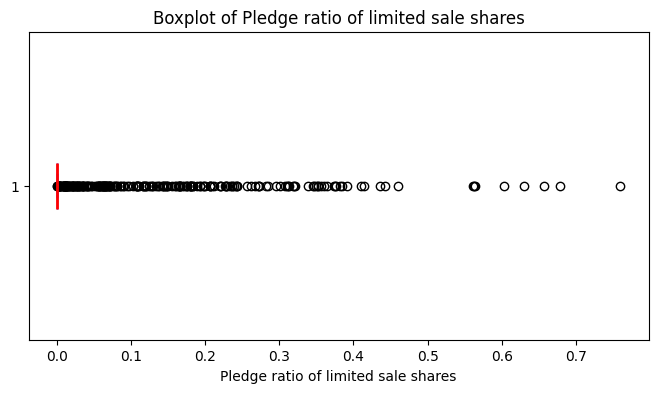 Boxplot of Pledge ratio of limited sale shares
1
0.0 0.1 0.2 0.3 0.4 0.5 0.6 0.7
Pledge ratio of limited sale shares